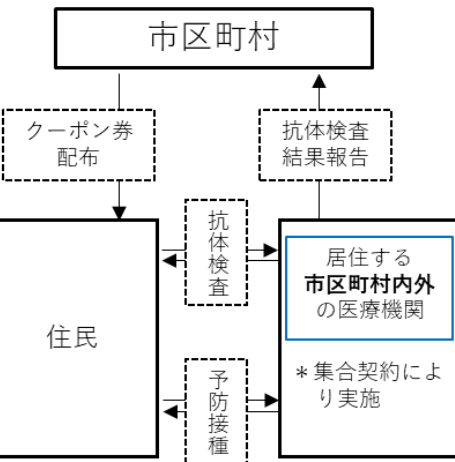 市区町村
クーポン券
配布
抗体検査
結果報告
抗体検査
居住する
市区町村内外
の医療機関
住民
＊集合契約によ
り実施
予防接種